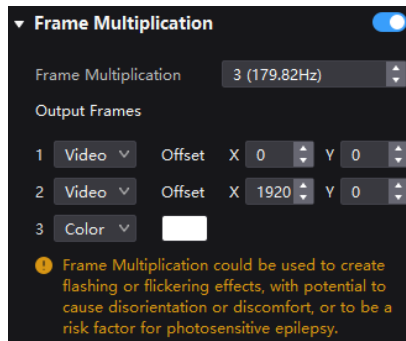 Frame Multiplication
Frame Multiplication 3 (179.82Hz)
Output Frames
1 Video Offset X 0 Y 0
2 Video Offset X 1920 Y 0
3 Color
Frame Multiplication could be used to create
flashing or flickering effects, with potential to
cause disorientation or discomfort, or to be a
risk factor for photosensitive epilepsy.